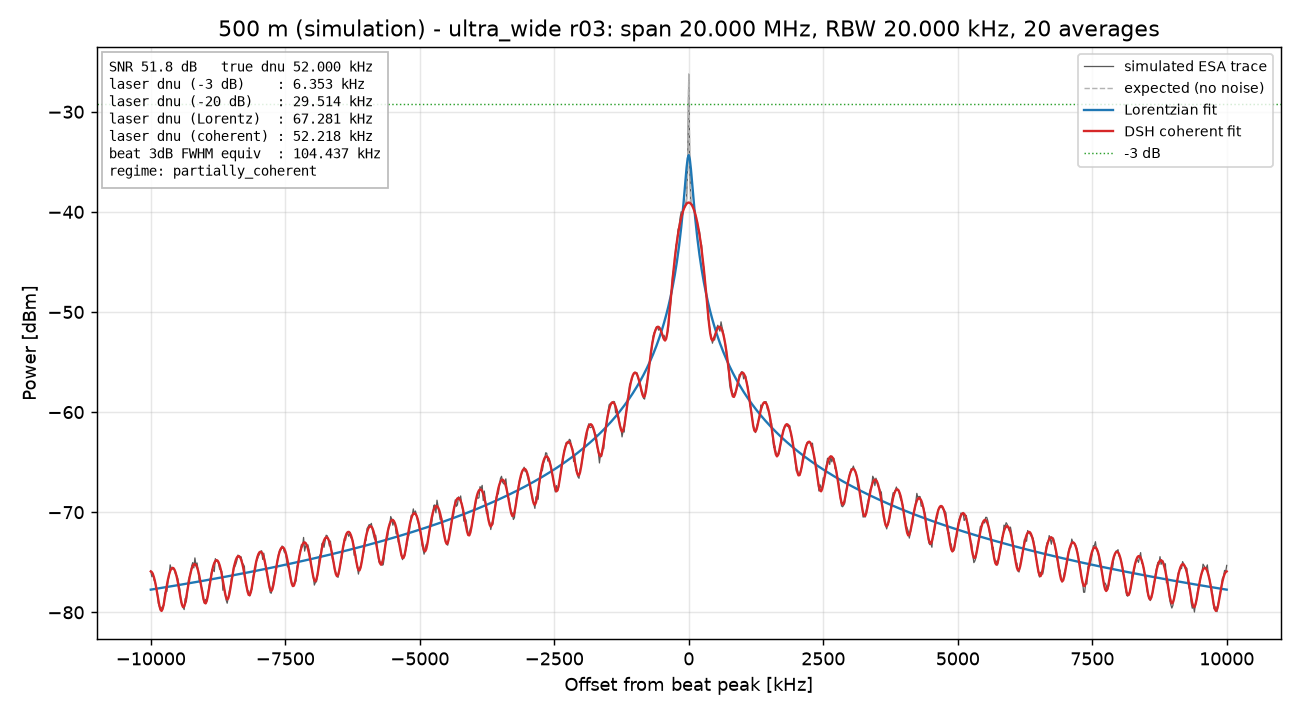 500 m (simulation) - ultra_wide r03: span 20.000 MHz, RBW 20.000 kHz, 20 averages
SNR 51.8 dB   true dnu 52.000 kHz
laser dnu (-3 dB)    : 6.353 kHz
laser dnu (-20 dB)   : 29.514 kHz
laser dnu (Lorentz)  : 67.281 kHz
laser dnu (coherent) : 52.218 kHz
beat 3dB FWHM equiv  : 104.437 kHz
regime: partially_coherent
simulated ESA trace
expected (no noise)
Lorentzian fit
DSH coherent fit
-3 dB
Power [dBm]
−30
−40
−50
−60
−70
−80
−10000
−7500
−5000
−2500
0
2500
5000
7500
10000
Offset from beat peak [kHz]